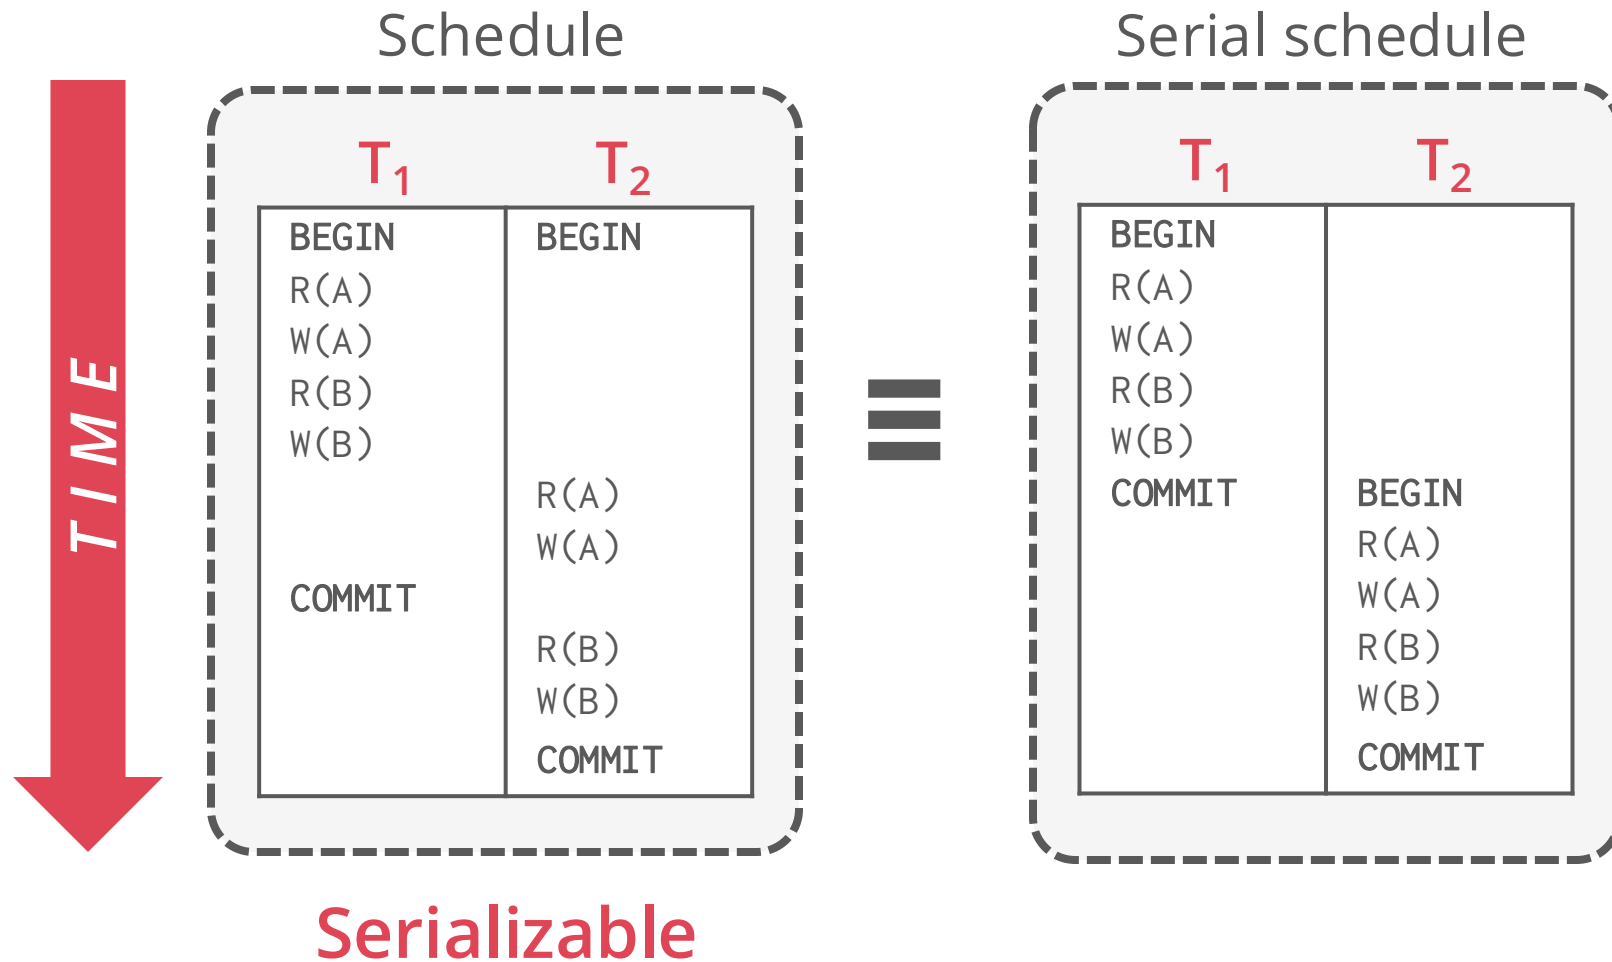 Schedule
Serial schedule
TIME
T₁ T₂
BEGIN BEGIN
R(A)
W(A)
R(B)
W(B)
R(A)
W(A)
COMMIT
R(B)
W(B)
COMMIT
Serializable
T₁ T₂
BEGIN
R(A)
W(A)
R(B)
W(B)
COMMIT BEGIN
R(A)
W(A)
R(B)
W(B)
COMMIT